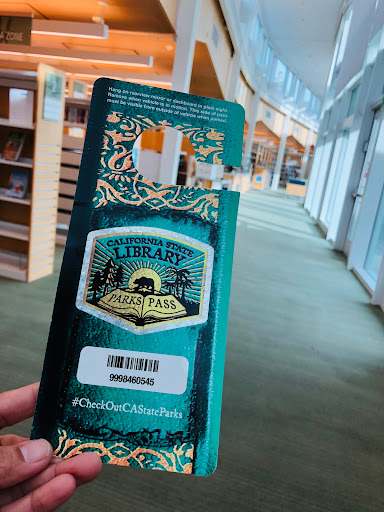 ZONE
Hang on rearview mirror or dashboard in plain sight.
Remove when vehicle is in motion. This side of pass
must be visible from outside of vehicle when parked.
CALIFORNIA STATE
LIBRARY
PARKS PASS
9998460545
#CheckOutCAStateParks